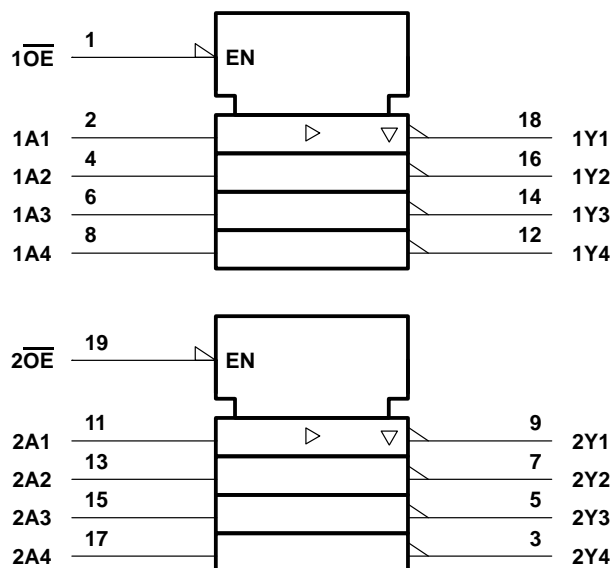 1OE 1 EN
1A1 2 18 1Y1
1A2 4 16 1Y2
1A3 6 14 1Y3
1A4 8 12 1Y4
2OE 19 EN
2A1 11 9 2Y1
2A2 13 7 2Y2
2A3 15 5 2Y3
2A4 17 3 2Y4